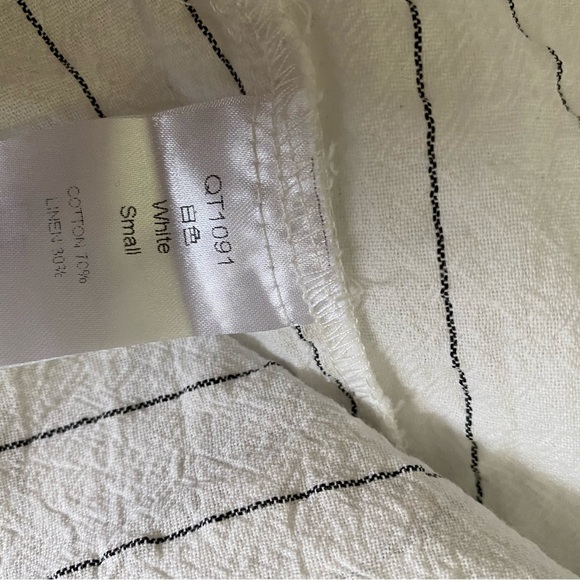 QT1091
白色
White
Small
COTTON 70%
LINEN 30%